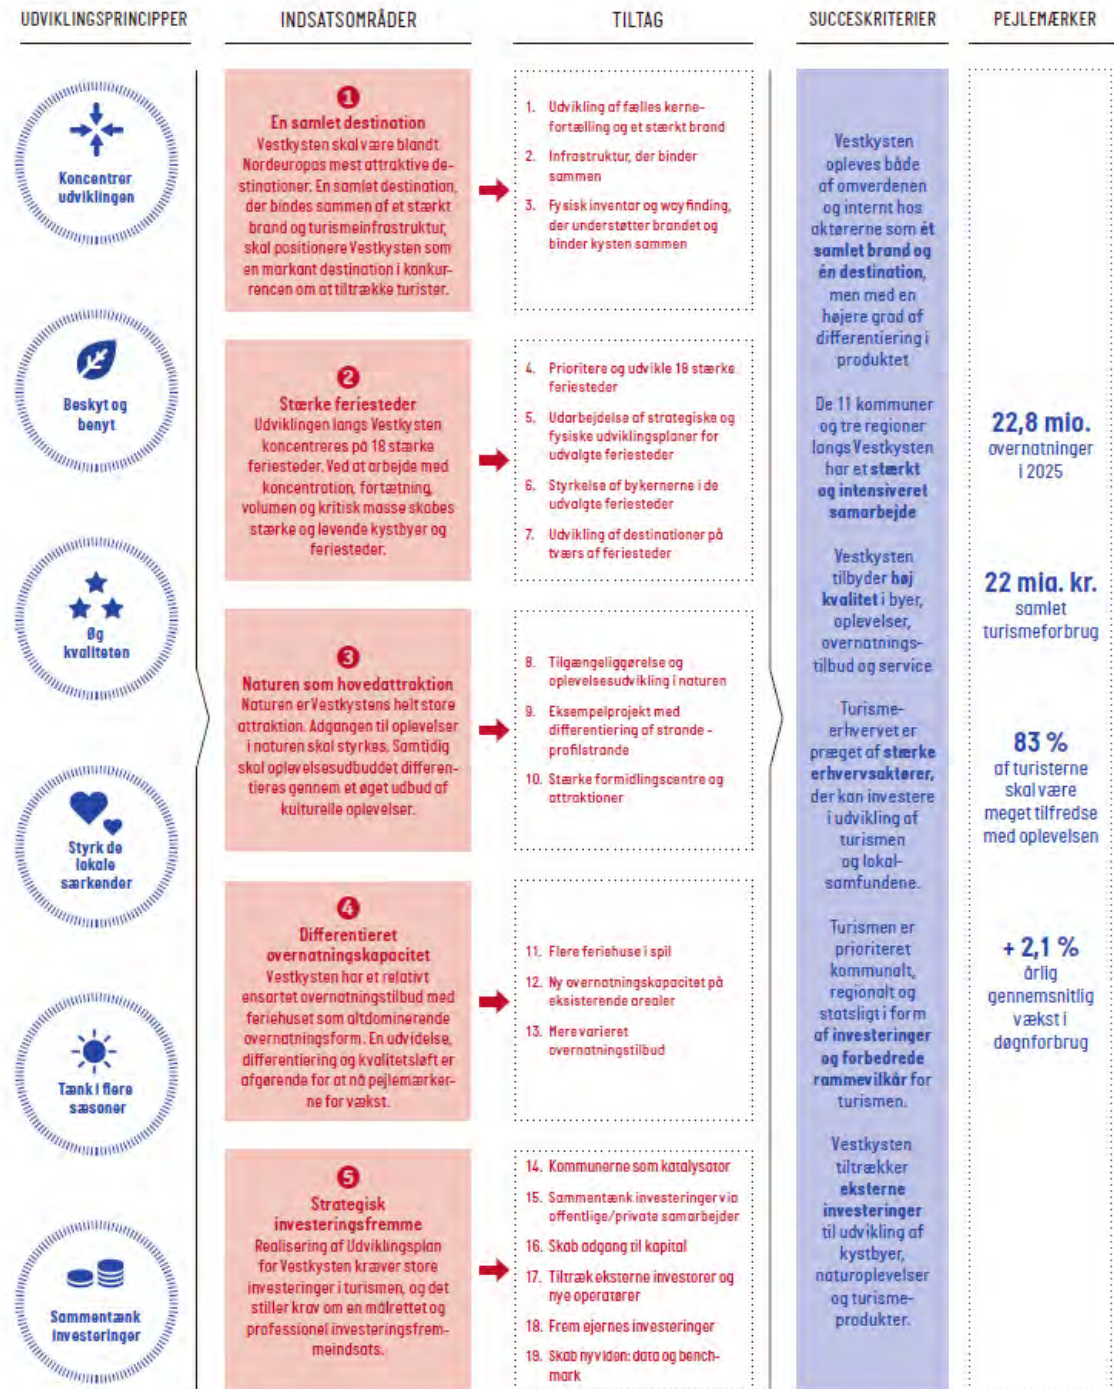 UDVIKLINGSPRINCIPPER
Koncentrer
udviklingen
Beskyt og
benyt
Øg
kvaliteten
Styrk de
lokale
særkender
Tænk i flere
sæsoner
Sammentænk
investeringer
INDSATSOMRÅDER
1
En samlet destination
Vestkysten skal være blandt
Nordeuropas mest attraktive de-
stinationer. En samlet destination,
der bindes sammen af et stærkt
brand og turismeinfrastruktur,
skal positionere Vestkysten som
en markant destination i konkur-
rencen om at tiltrække turister.
2
Stærke feriesteder
Udviklingen langs Vestkysten
koncentreres på 18 stærke
feriesteder. Ved at arbejde med
koncentration, fortætning,
volumen og kritisk masse skabes
stærke og levende kystbyer og
feriesteder.
3
Naturen som hovedattraktion
Naturen er Vestkystens helt store
attraktion. Adgangen til oplevelser
i naturen skal styrkes. Samtidig
skal oplevelsesudbuddet differen-
tieres gennem et øget udbud af
kulturelle oplevelser.
4
Differentieret
overnatningskapacitet
Vestkysten har et relativt
ensartet overnatningstilbud med
feriehuset som altdominerende
overnatningsform. En udvidelse,
differentiering og kvalitetsløft er
afgørende for at nå pejlemærker-
ne for vækst.
5
Strategisk
investeringsfremme
Realisering af Udviklingsplan
for Vestkysten kræver store
investeringer i turismen, og det
stiller krav om en målrettet og
professionel investeringsfrem-
meindsats.
TILTAG
1. Udvikling af fælles kerne-
fortælling og et stærkt brand
2. Infrastruktur, der binder
sammen
3. Fysisk inventar og wayfinding,
der understøtter brandet og
binder kysten sammen
4. Prioritere og udvikle 18 stærke
feriesteder
5. Udarbejdelse af strategiske og
fysiske udviklingsplaner for
udvalgte feriesteder
6. Styrkelse af bykernerne i de
udvalgte feriesteder
7. Udvikling af destinationer på
tværs af feriesteder
8. Tilgængeliggørelse og
oplevelsesudvikling i naturen
9. Eksempelprojekt med
differentiering af strande -
profilstrande
10. Stærke formidlingscentre og
attraktioner
11. Flere feriehuse i spil
12. Ny overnatningskapacitet på
eksisterende arealer
13. Mere varieret
overnatningstilbud
14. Kommunerne som katalysator
15. Sammentænk investeringer via
offentlige/private samarbejder
16. Skab adgang til kapital
17. Tiltræk eksterne investorer og
nye operatører
18. Frem ejernes investeringer
19. Skab ny viden: data og bench-
mark
SUCCESKRITERIER
Vestkysten
opleves både
af omverdenen
og internt hos
aktørerne som ét
samlet brand og
én destination,
men med en
højere grad af
differentiering i
produktet
De 11 kommuner
og tre regioner
langs Vestkysten
har et stærkt
og intensiveret
samarbejde
Vestkysten
tilbyder høj
kvalitet i byer,
oplevelser,
overnatnings-
tilbud og service
Turisme-
erhvervet er
præget af stærke
erhvervsaktører,
der kan investere
i udvikling af
turismen
og lokal-
samfundene.
Turismen er
prioriteret
kommunalt,
regionalt og
statsligt i form
af investeringer
og forbedrede
rammevilkår for
turismen.
Vestkysten
tiltrækker
eksterne
investeringer
til udvikling af
kystbyer,
naturoplevelser
og turisme-
produkter.
PEJLEMÆRKER
22,8 mio.
overnatninger
i 2025
22 mia. kr.
samlet
turismeforbrug
83 %
af turisterne
skal være
meget tilfredse
med oplevelsen
+ 2,1 %
årlig
gennemsnitlig
vækst i
døgnforbrug